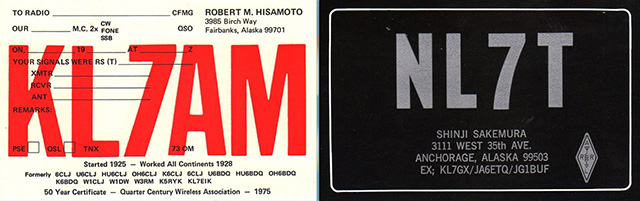 TO RADIO CFMG
ROBERT M. HISAMOTO
3985 Birch Way
Fairbanks, Alaska 99701
OUR M,C, 2x CW FONE SSB QSO
ON, 19 AT Z
YOUR SIGNALS WERE RS (T)
XMTR
RCVR
ANT
REMARKS:
KL7AM
PSE QSL TNX 73 OM
Started 1925 — Worked All Continents 1928
Formerly 6CLJ U6CLJ HU6CLJ OH6CLJ K6CLJ U6BDQ HU6BDQ OH6BDQ
K6BDQ W1CLJ W1DW W3RM K5RYK KL7EIK
50 Year Certificate — Quarter Century Wireless Association — 1975
NL7T
SHINJI SAKEMURA
3111 WEST 35th AVE.
ANCHORAGE, ALASKA 99503
EX; KL7GX/JA6ETQ/JG1BUF
A
R R
L